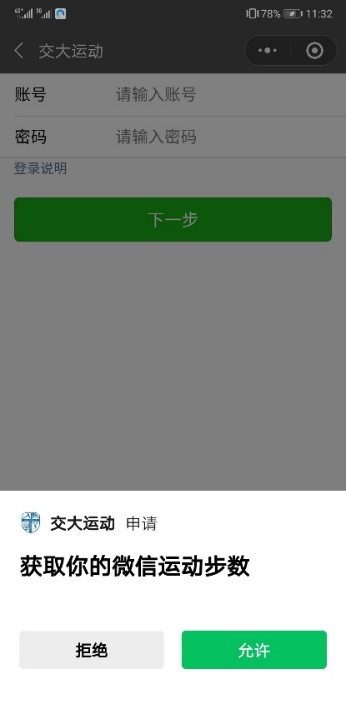 78% 11:32
交大运动
账号 请输入账号
密码 请输入密码
登录说明
下一步
交大运动 申请
获取你的微信运动步数
拒绝 允许